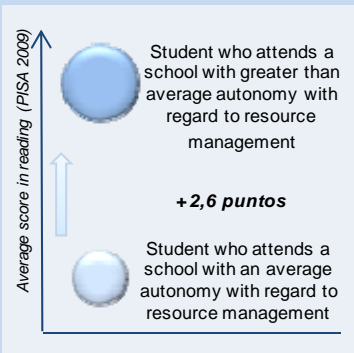 Average score in reading (PISA 2009)
Student who attends a
school with greater than
average autonomy with
regard to resource
management
+2,6 puntos
Student who attends a
school with an average
autonomy with regard to
resource management